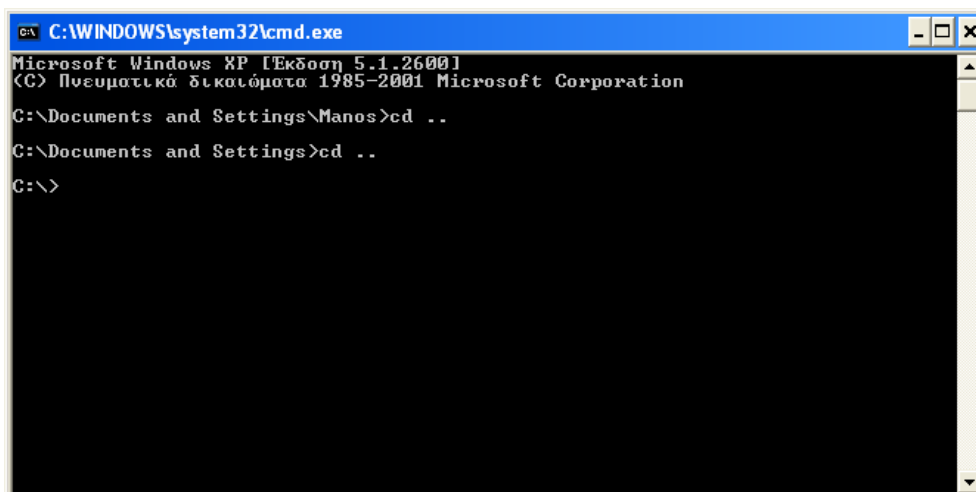 C:\WINDOWS\system32\cmd.exe
Microsoft Windows XP [Έκδοση 5.1.2600]
(C) Πνευματικά δικαιώματα 1985-2001 Microsoft Corporation
C:\Documents and Settings\Manos>cd ..
C:\Documents and Settings>cd ..
C:\>